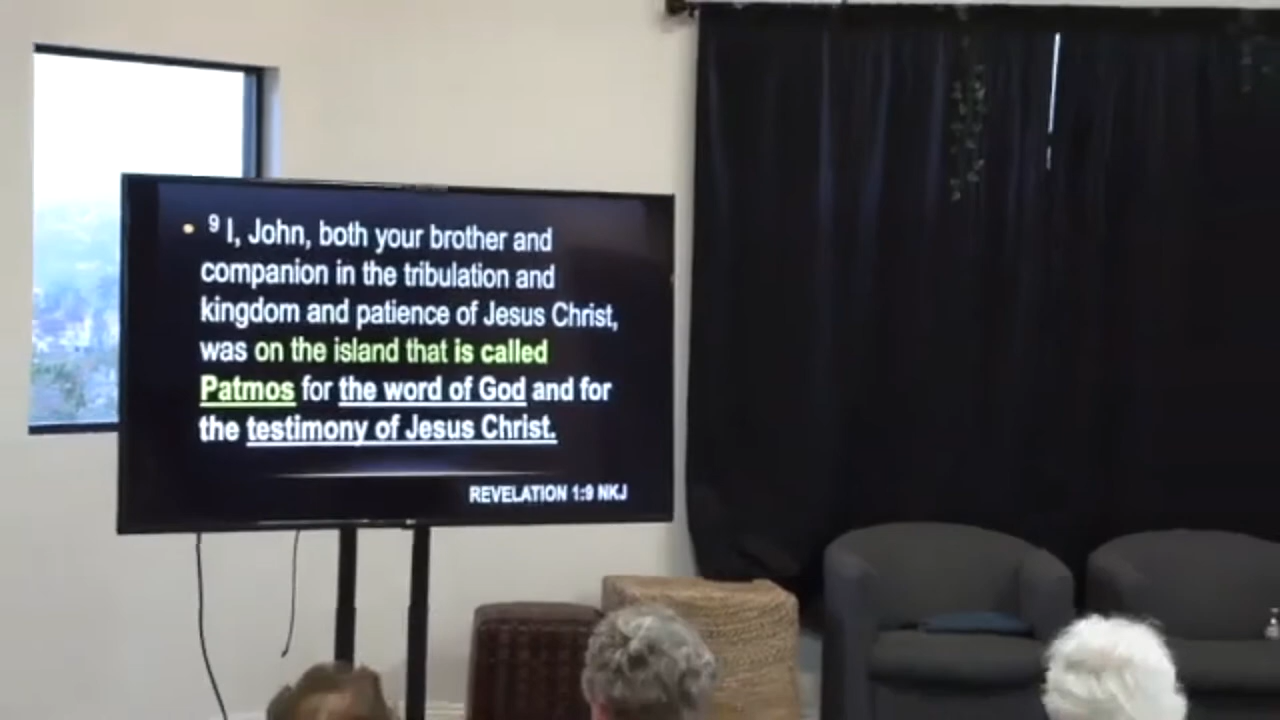 • ⁹ I, John, both your brother and
companion in the tribulation and
kingdom and patience of Jesus Christ,
was on the island that is called
Patmos for the word of God and for
the testimony of Jesus Christ.
REVELATION 1:9 NKJ